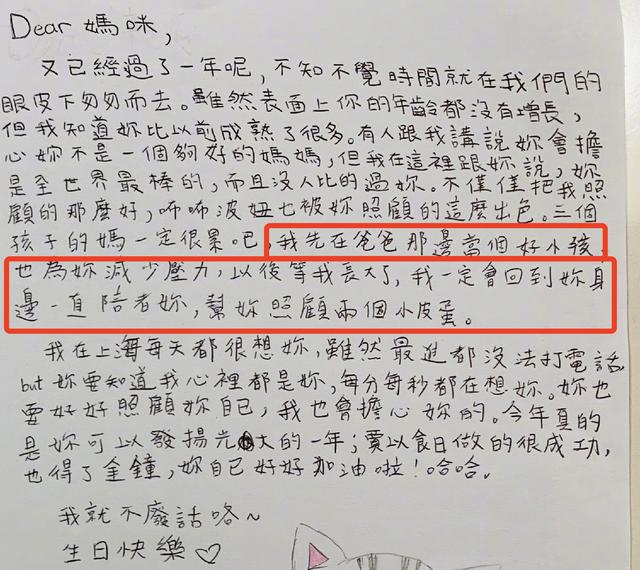 Dear 媽咪,
又已經過了一年呢，不知不覺時間就在我們的
眼皮下匆匆而去。雖然表面上你的年齡都沒有增長，
但我知道妳比以前成熟了很多。有人跟我講說妳會擔
心妳不是一個夠好的媽媽，但我在這裡跟妳說，妳
是全世界最棒的，而且沒人比的過妳。不僅僅把我照
顧的那麼好，咘咘波妞也被妳照顧的這麼出色。三個
孩子的媽一定很累吧，我先在爸爸那邊當個好小孩，
也為妳減少壓力，以後等我長大了，我一定會回到妳身
邊一直陪者妳，幫妳照顧兩個小皮蛋。
我在上海每天都很想妳，雖然最進都沒法打電話
but 妳要知道我心裡都是妳，每分每秒都在想妳。妳也
要好好照顧妳自己，我也會擔心妳的。今年真的
是妳可以發揚光大的一年；賈以食日做的很成功，
也得了金鐘，妳自己好好加油啦！哈哈。
我就不廢話咯～
生日快樂♡